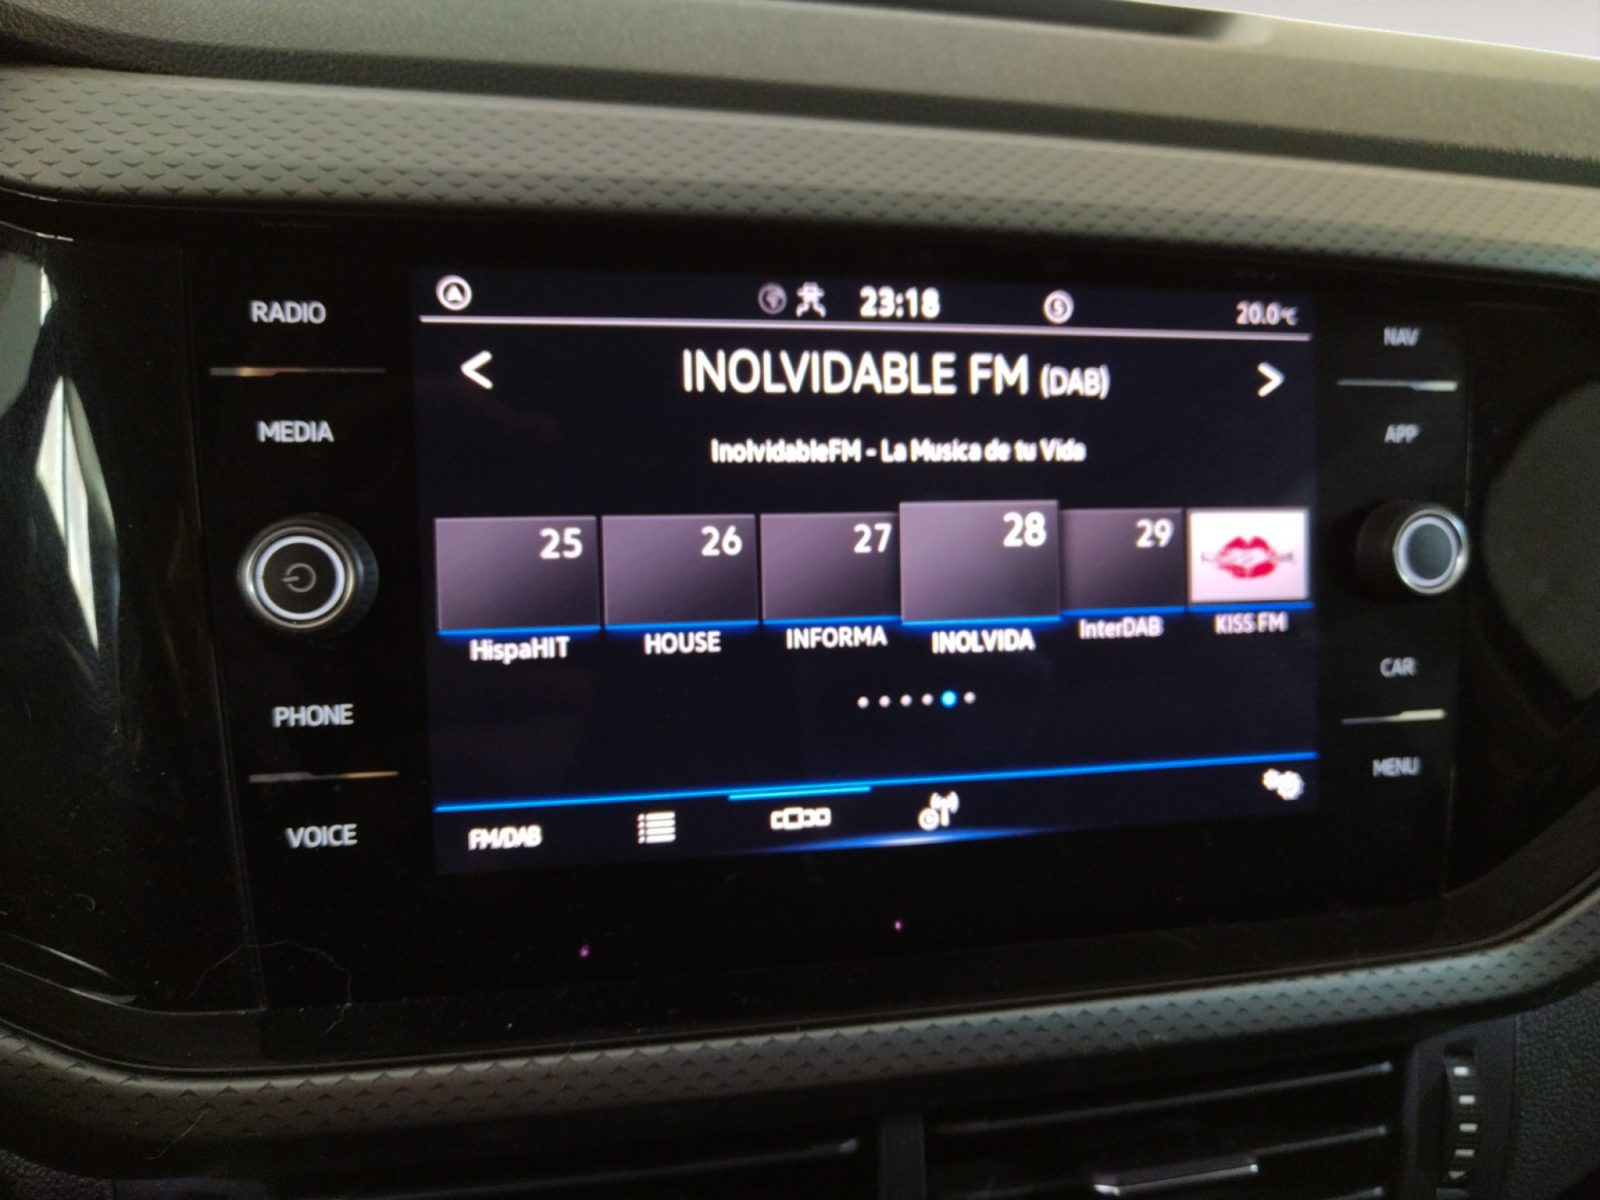 RADIO
MEDIA
PHONE
VOICE
23:18
S
20.0°C
< INOLVIDABLE FM (DAB) >
InolvidableFM - La Musica de tu Vida
25 26 27 28 29
HispaHIT HOUSE INFORMA INOLVIDA InterDAB KISS FM
FM/DAB
NAV
APP
CAR
MENU